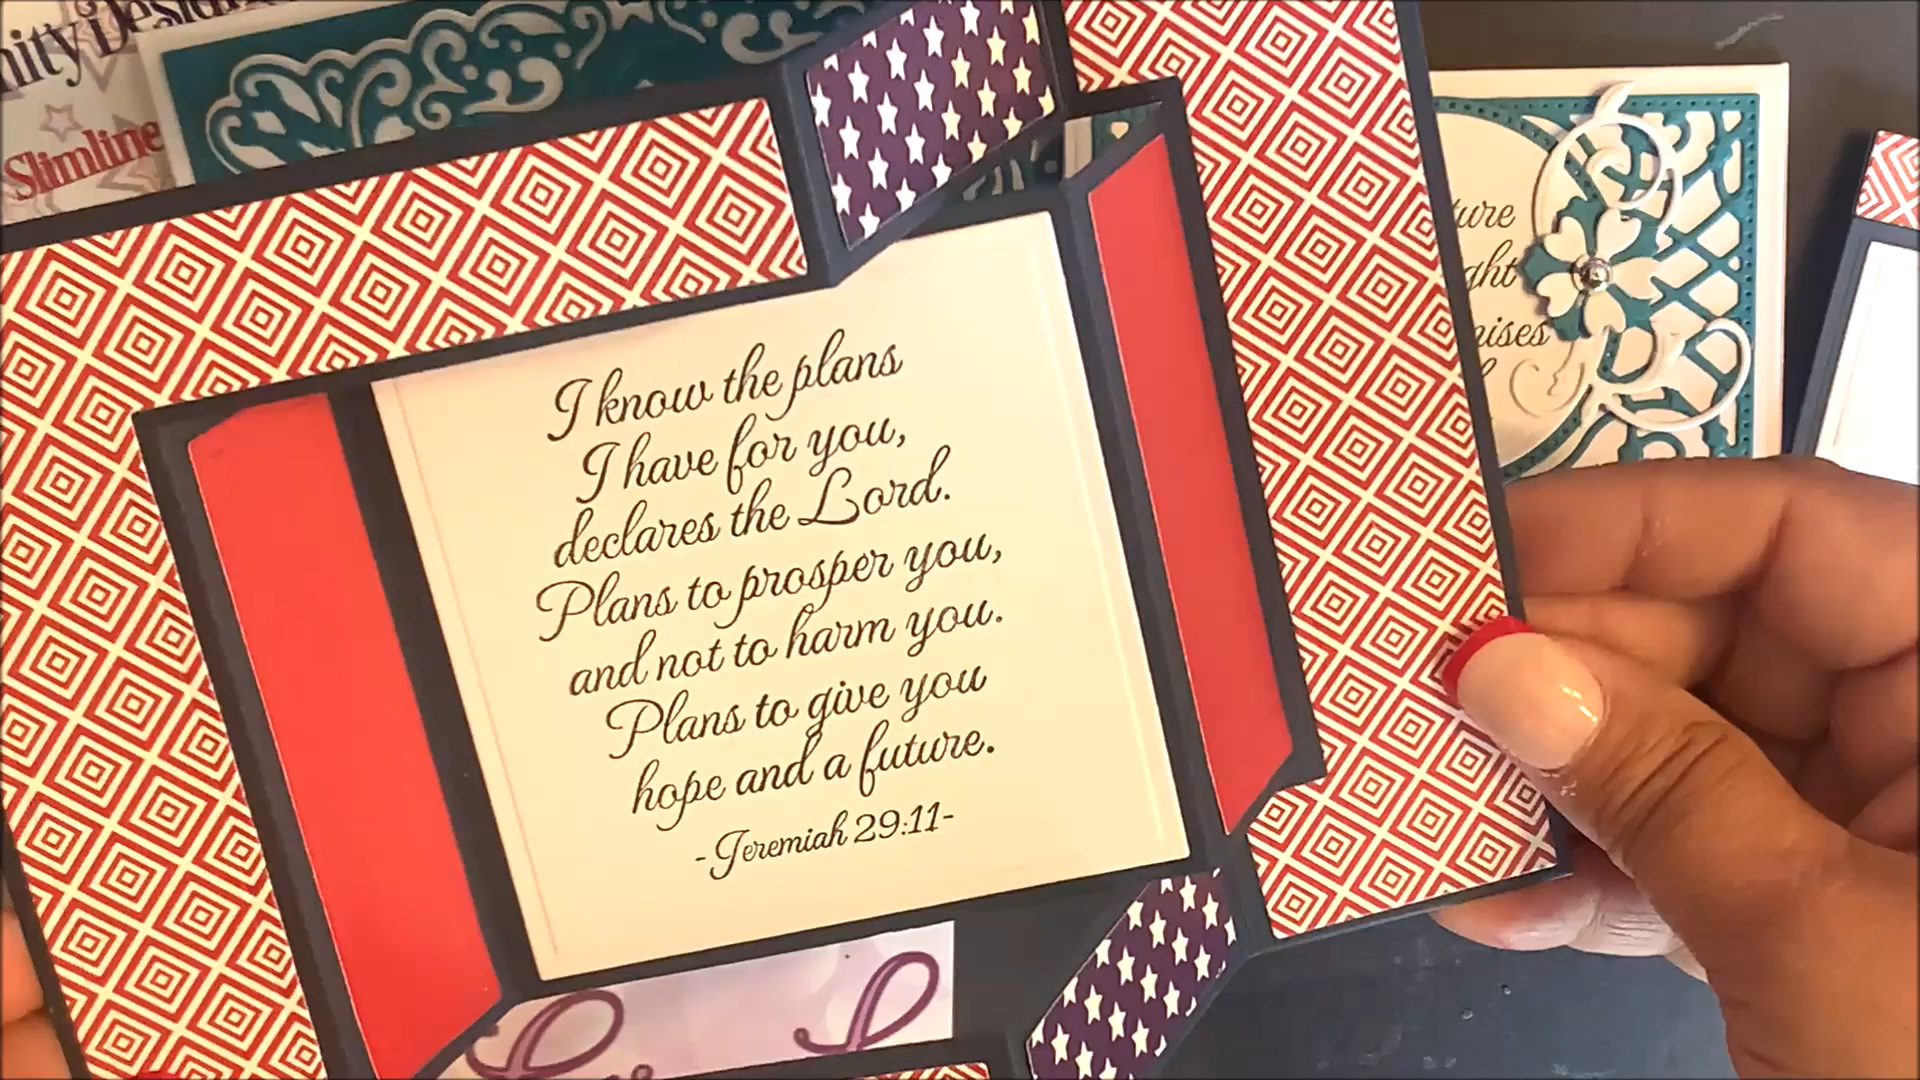 Slimline
I know the plans
I have for you,
declares the Lord.
Plans to prosper you,
and not to harm you.
Plans to give you
hope and a future.
-Jeremiah 29:11-